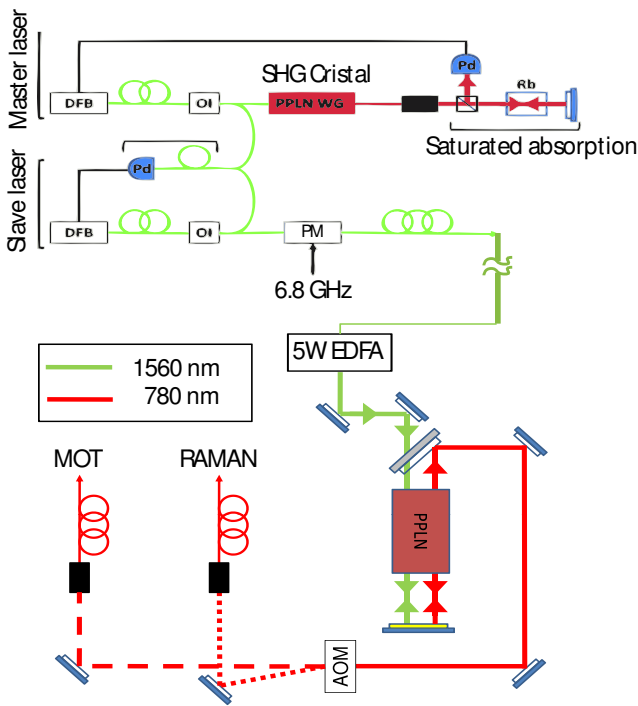 Master laser
DFB
OI
SHG Cristal
PPLN WG
Pd
Rb
Saturated absorption
Slave laser
Pd
DFB
OI
PM
6.8 GHz
5W EDFA
1560 nm
780 nm
MOT
RAMAN
PPLN
AOM